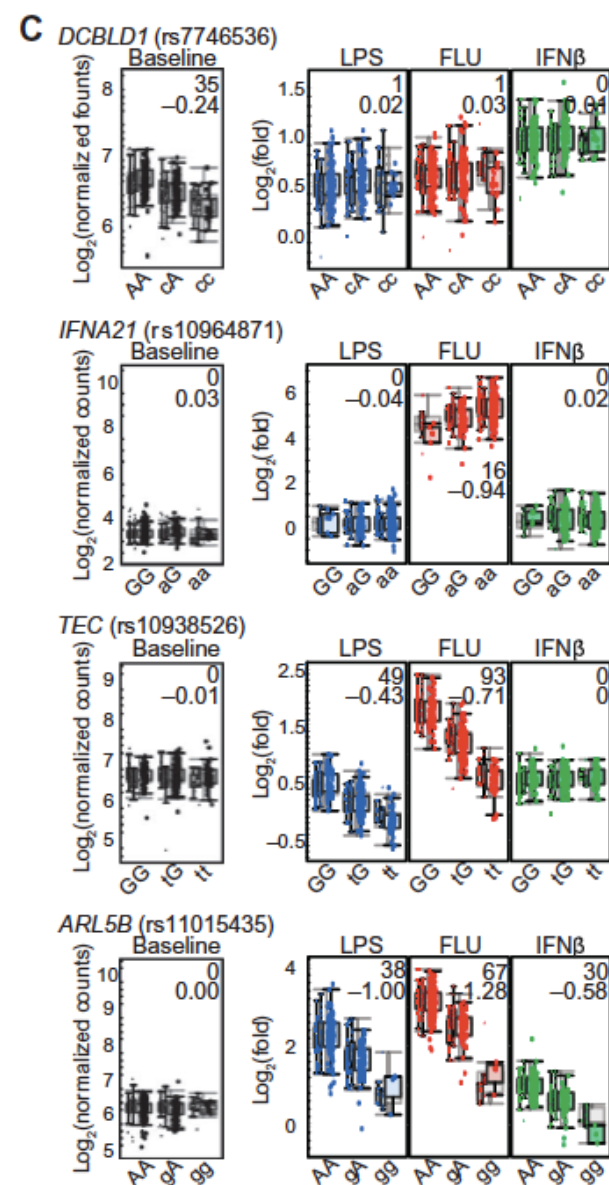 C
DCBLD1 (rs7746536)
Baseline LPS FLU IFNβ
Log2(normalized founts)
8
7
6
35
−0.24
AA cA cc
Log2(fold)
1.5
1.0
0.5
0.0
1
0.02
AA cA cc
1
0.03
AA cA cc
0
0.01
AA cA cc
IFNA21 (rs10964871)
Baseline LPS FLU IFNβ
Log2(normalized counts)
10
8
6
4
2
0
0.03
GG aG aa
Log2(fold)
6
4
2
0
0
−0.04
GG aG aa
16
−0.94
GG aG aa
0
0.02
GG aG aa
TEC (rs10938526)
Baseline LPS FLU IFNβ
Log2(normalized counts)
9
8
7
6
5
0
−0.01
GG tG tt
Log2(fold)
2.5
1.5
0.5
−0.5
49
−0.43
GG tG tt
93
−0.71
GG tG tt
0
0
GG tG tt
ARL5B (rs11015435)
Baseline LPS FLU IFNβ
Log2(normalized counts)
10
9
8
7
6
5
0
0.00
AA gA gg
Log2(fold)
4
2
0
38
−1.00
AA gA gg
67
−1.28
AA gA gg
30
−0.58
AA gA gg